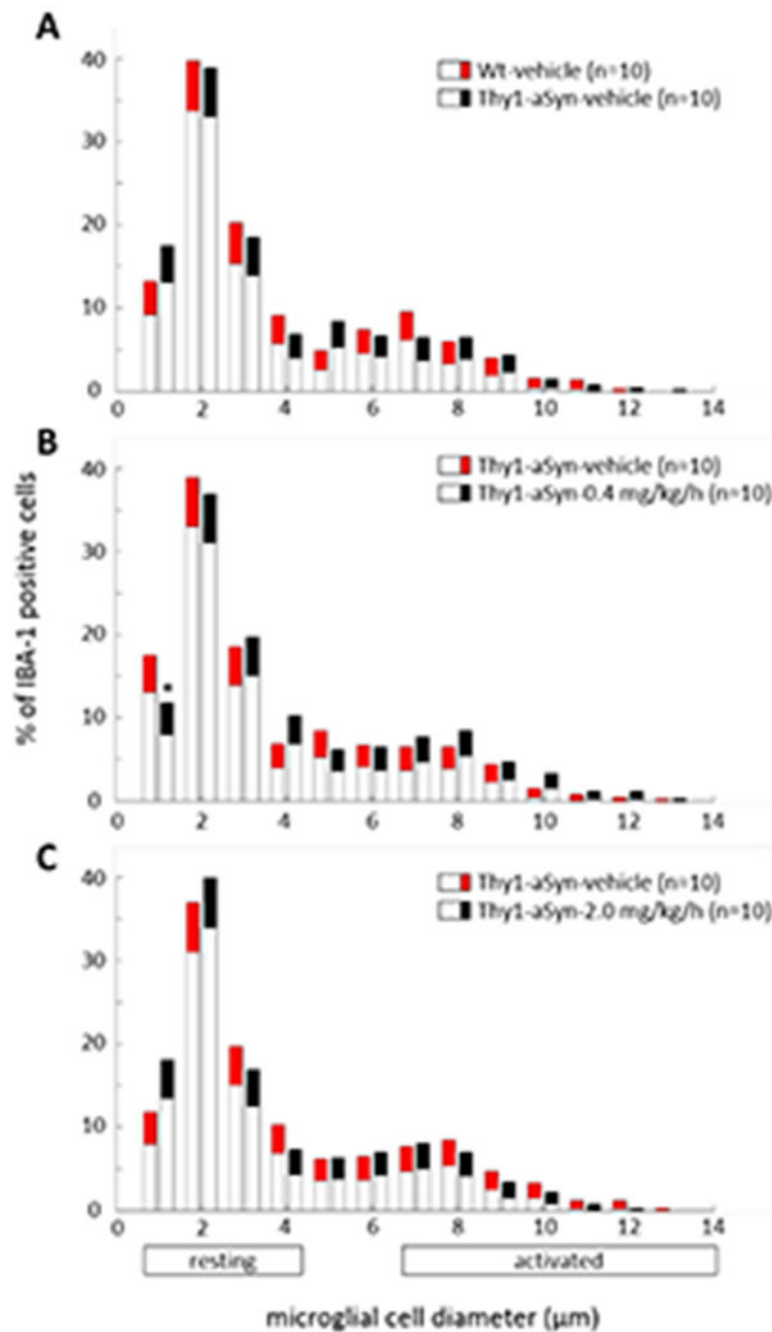 A
40
30
20
10
0
Wt-vehicle (n=10)
Thy1-aSyn-vehicle (n=10)
0 2 4 6 8 10 12 14
B
40
30
20
10
0
Thy1-aSyn-vehicle (n=10)
Thy1-aSyn-0.4 mg/kg/h (n=10)
*
0 2 4 6 8 10 12 14
% of IBA-1 positive cells
C
40
30
20
10
0
Thy1-aSyn-vehicle (n=10)
Thy1-aSyn-2.0 mg/kg/h (n=10)
0 2 4 6 8 10 12 14
resting activated
microglial cell diameter (µm)